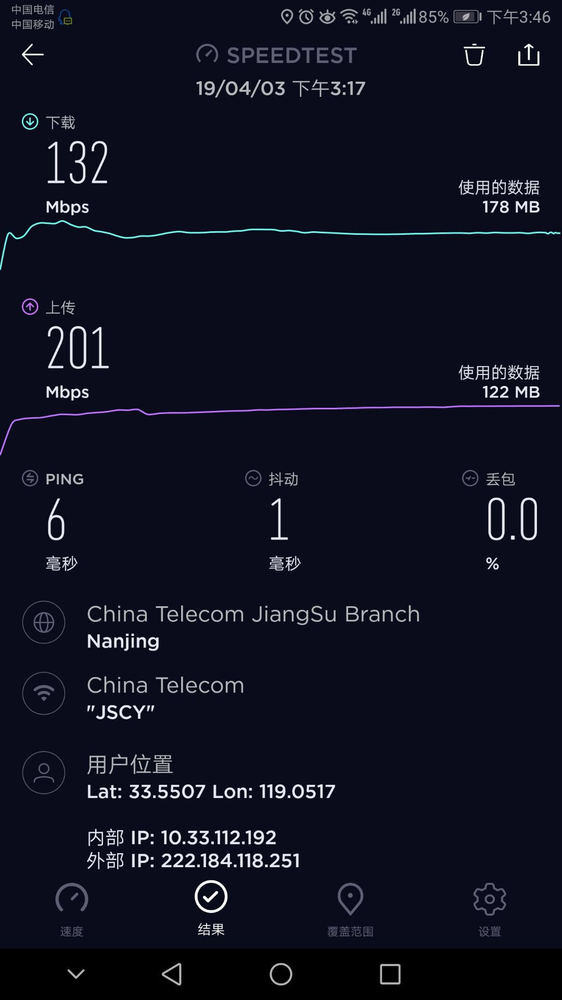 中国电信
中国移动
4G 2G 85% 下午3:46
SPEEDTEST
19/04/03 下午3:17
下载
132
Mbps
使用的数据
178 MB
上传
201
Mbps
使用的数据
122 MB
PING 抖动 丢包
6 1 0.0
毫秒 毫秒 %
China Telecom JiangSu Branch
Nanjing
China Telecom
"JSCY"
用户位置
Lat: 33.5507 Lon: 119.0517
内部 IP: 10.33.112.192
外部 IP: 222.184.118.251
速度 结果 覆盖范围 设置